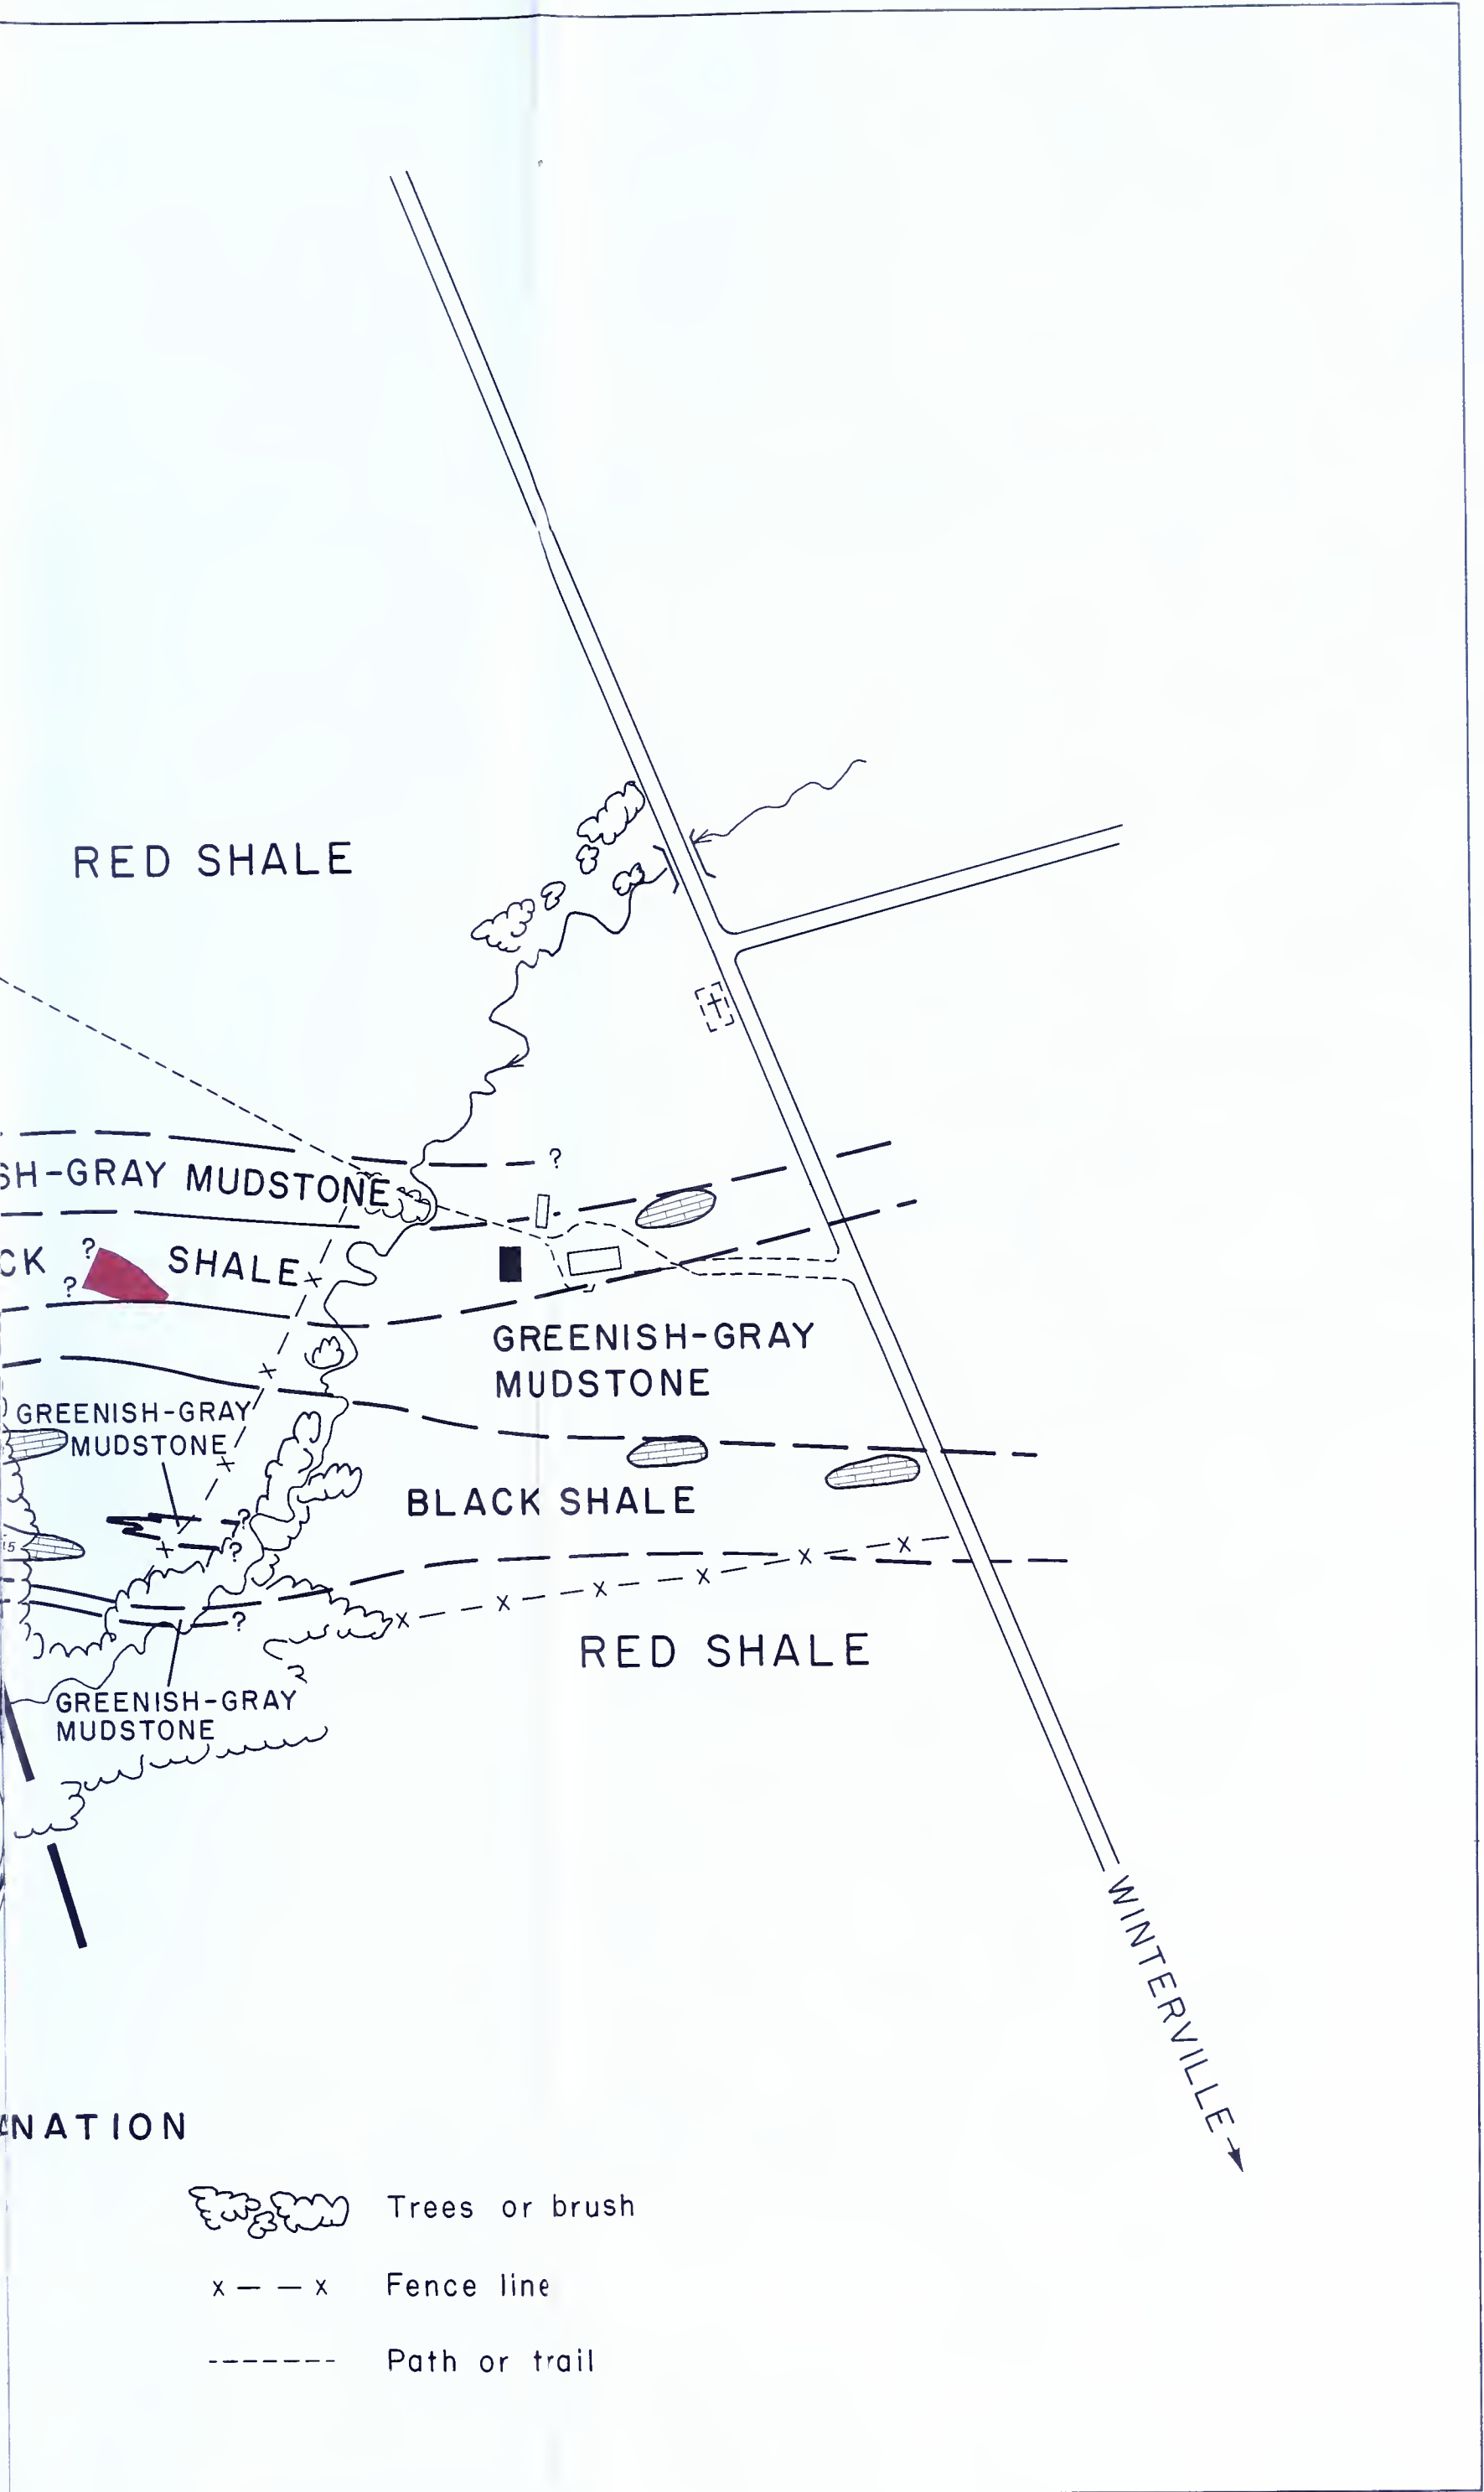 RED SHALE
?
SH-GRAY MUDSTONE
CK ? SHALE
?
GREENISH-GRAY
MUDSTONE
GREENISH-GRAY
MUDSTONE
BLACK SHALE
?
?
15
?
RED SHALE
GREENISH-GRAY
MUDSTONE
WINTERVILLE
NATION
Trees or brush
x — — x Fence line
Path or trail